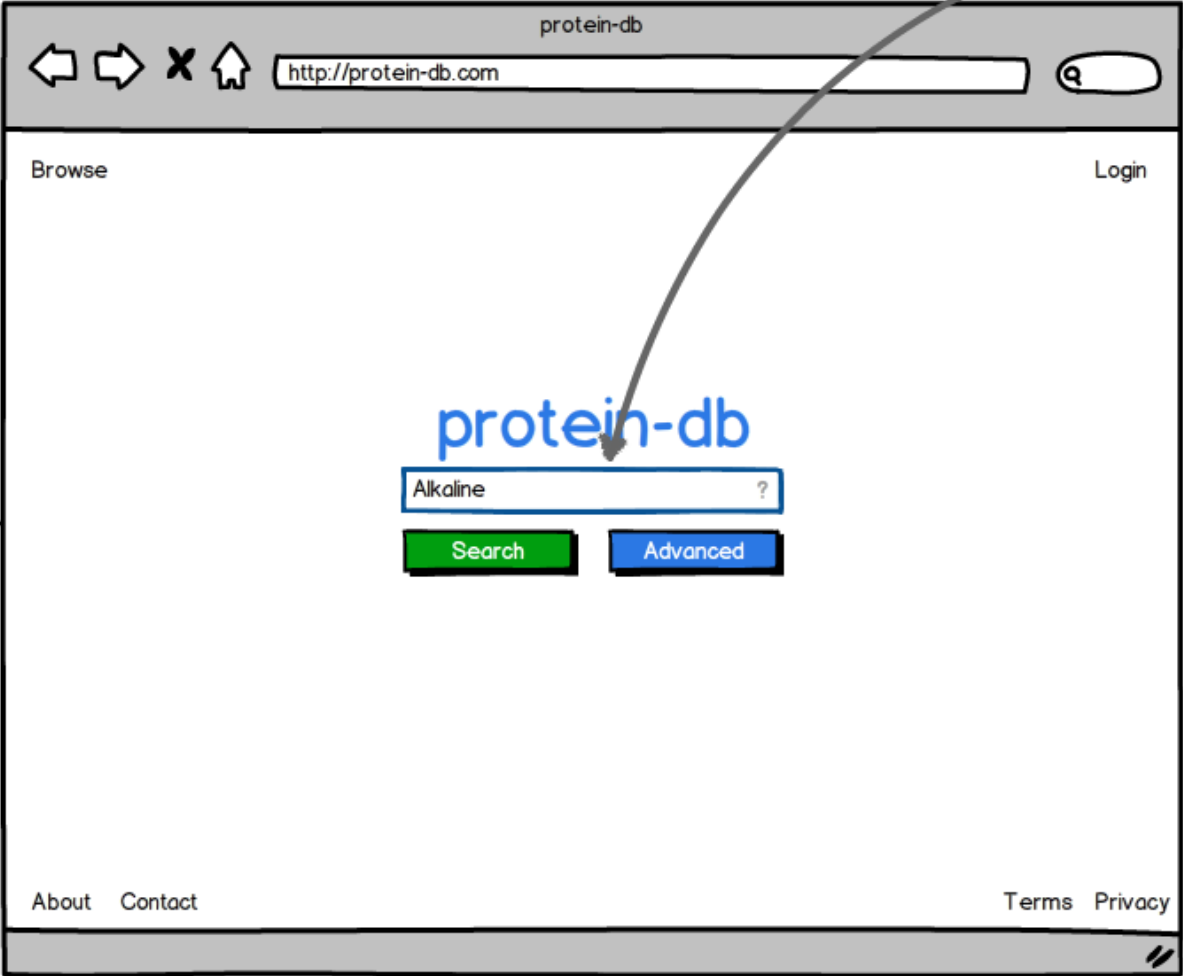 protein-db
http://protein-db.com
Browse Login
protein-db
Alkaline ?
Search Advanced
About Contact Terms Privacy